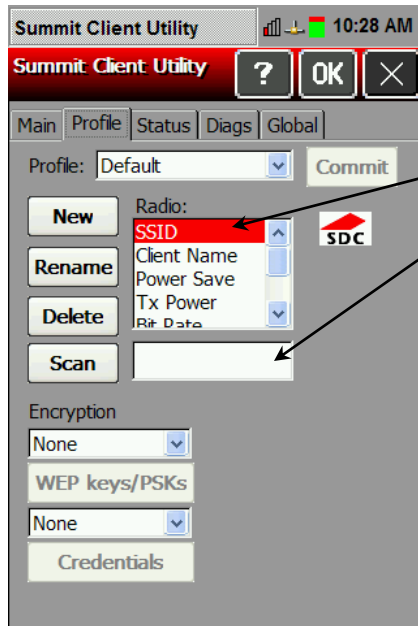 Summit Client Utility 10:28 AM
Summit Client Utility ? OK X
Main Profile Status Diags Global
Profile: Default Commit
New Radio:
SSID
Client Name
Power Save
Tx Power
Bit Rate
SDC
Rename
Delete
Scan
Encryption
None
WEP keys/PSKs
None
Credentials